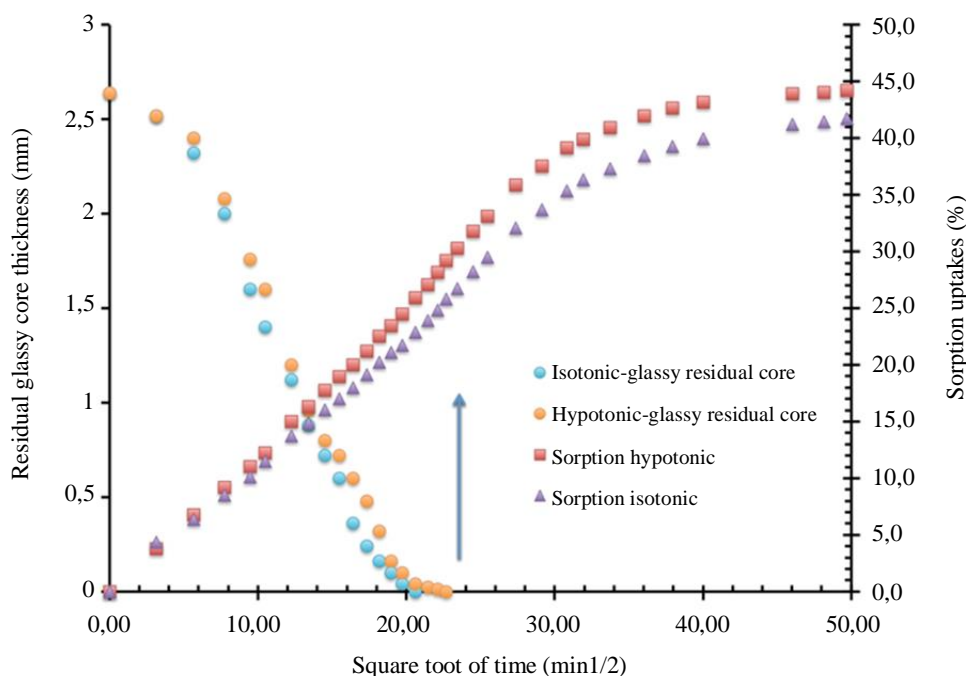 3
2,5
2
1,5
1
0,5
0
Residual glassy core thickness (mm)
50,0
45,0
40,0
35,0
30,0
25,0
20,0
15,0
10,0
5,0
0,0
Sorption uptakes (%)
Isotonic-glassy residual core
Hypotonic-glassy residual core
Sorption hypotonic
Sorption isotonic
0,00 10,00 20,00 30,00 40,00 50,00
Square toot of time (min1/2)